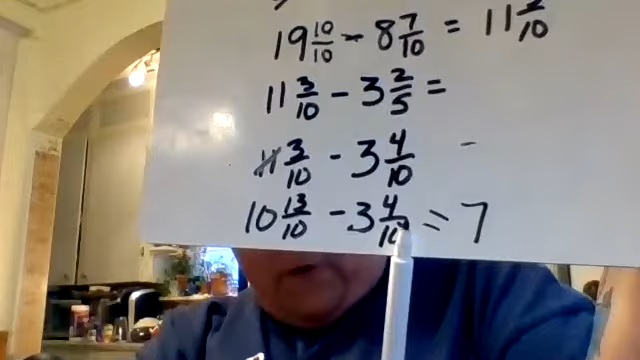 19 10/10 - 8 7/10 = 11 3/10
11 3/10 - 3 2/5 =
11 3/10 - 3 4/10 -
10 13/10 - 3 4/10 = 7